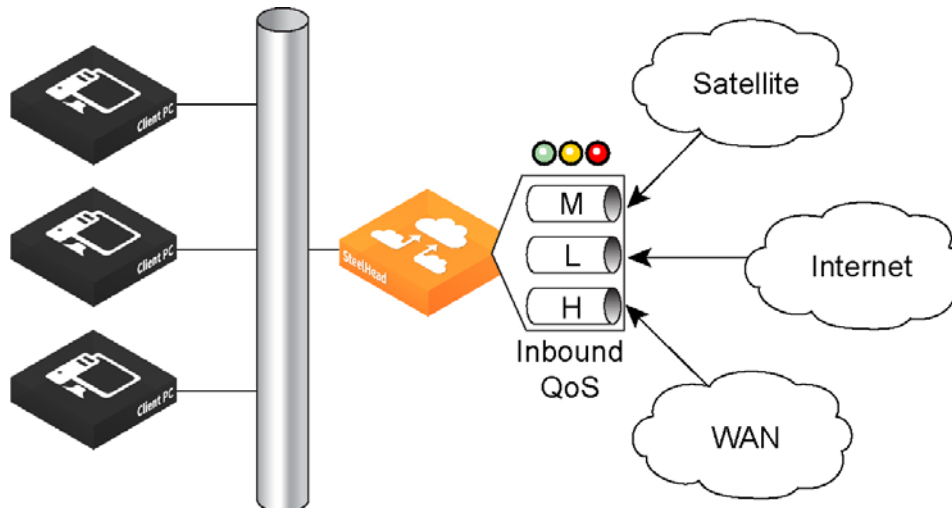 Client PC
Client PC
Client PC
SteelHead
M
L
H
Inbound
QoS
Satellite
Internet
WAN